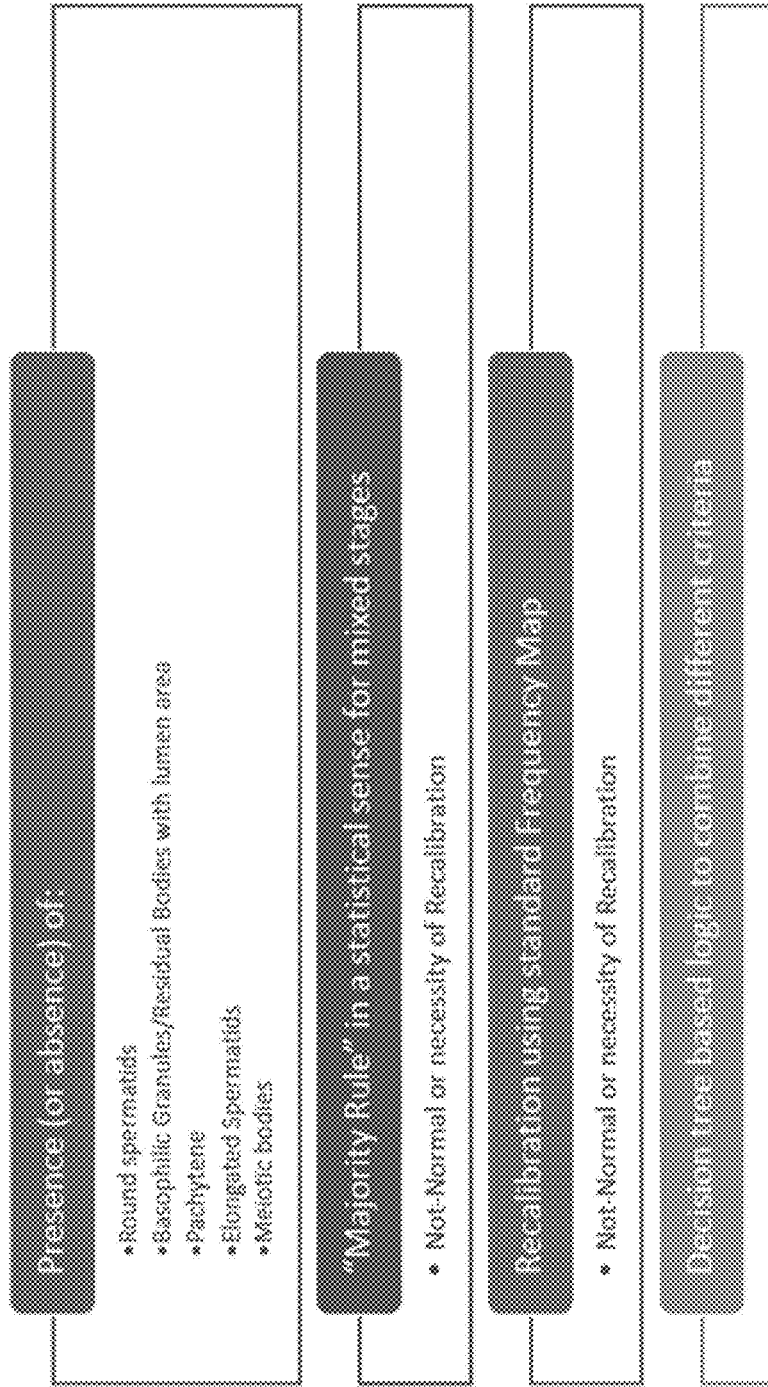 Presence (or absence) of:
•Round spermatids
•Basophilic Granules/Residual Bodies with lumen area
•Pachytene
•Elongated Spermatids
•Meiotic bodies
"Majority Rule" in a statistical sense for mixed stages
• Not-Normal or necessity of Recalibration
Recalibration using standard Frequency Map
• Not-Normal or necessity of Recalibration
Decision tree based logic to combine different criteria